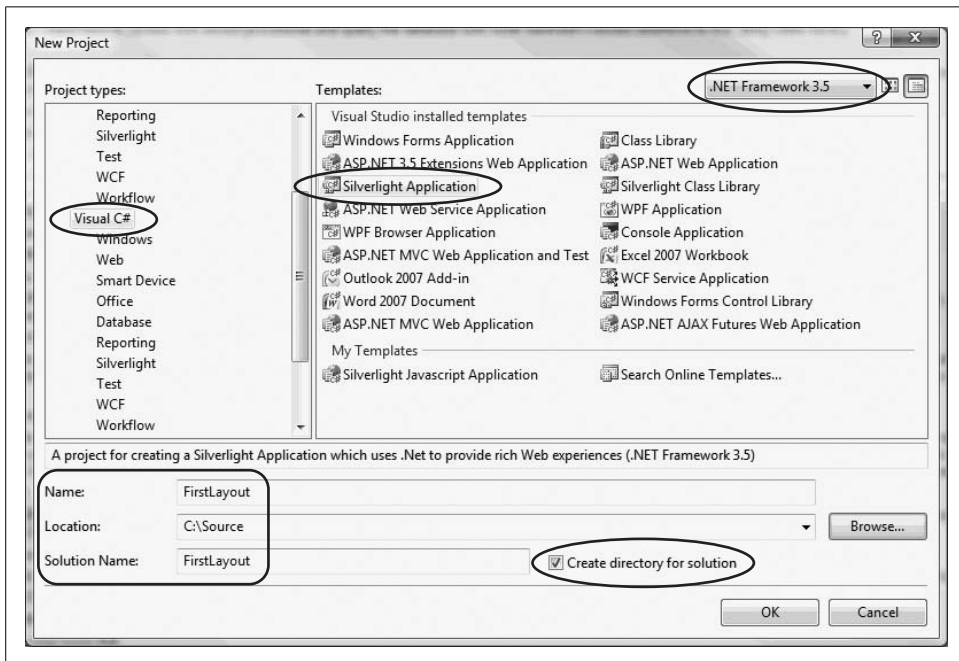 New Project
Project types:
Templates:
.NET Framework 3.5
Reporting
Silverlight
Test
WCF
Workflow
Visual C#
Windows
Web
Smart Device
Office
Database
Reporting
Silverlight
Test
WCF
Workflow
Visual Studio installed templates
Windows Forms Application
Class Library
ASP.NET 3.5 Extensions Web Application
ASP.NET Web Application
Silverlight Application
Silverlight Class Library
ASP.NET Web Service Application
WPF Application
WPF Browser Application
Console Application
ASP.NET MVC Web Application and Test
Excel 2007 Workbook
Outlook 2007 Add-in
WCF Service Application
Word 2007 Document
Windows Forms Control Library
ASP.NET MVC Web Application
ASP.NET AJAX Futures Web Application
My Templates
Silverlight Javascript Application
Search Online Templates...
A project for creating a Silverlight Application which uses .Net to provide rich Web experiences (.NET Framework 3.5)
Name:
FirstLayout
Location:
C:\Source
Browse...
Solution Name:
FirstLayout
Create directory for solution
OK
Cancel